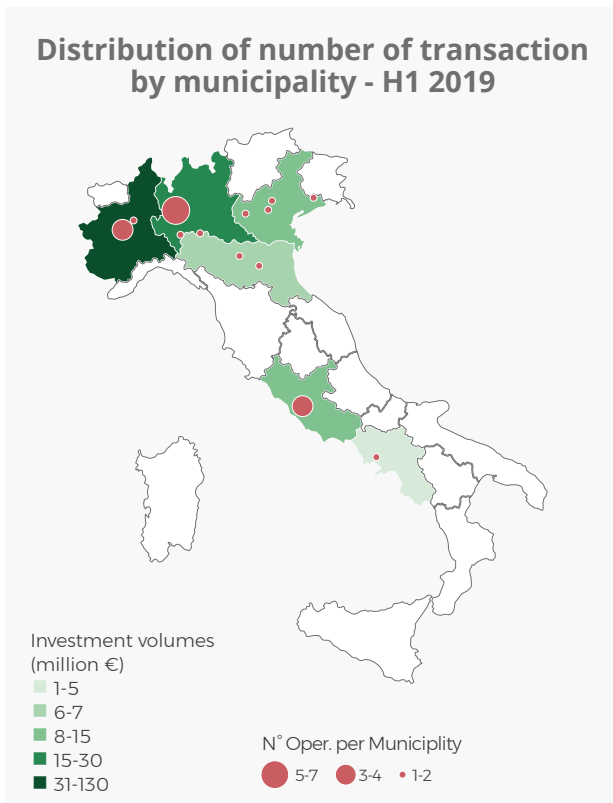 Distribution of number of transaction
by municipality - H1 2019
Investment volumes
(million €)
1-5
6-7
8-15
15-30
31-130
N° Oper. per Municiplity
5-7 3-4 1-2